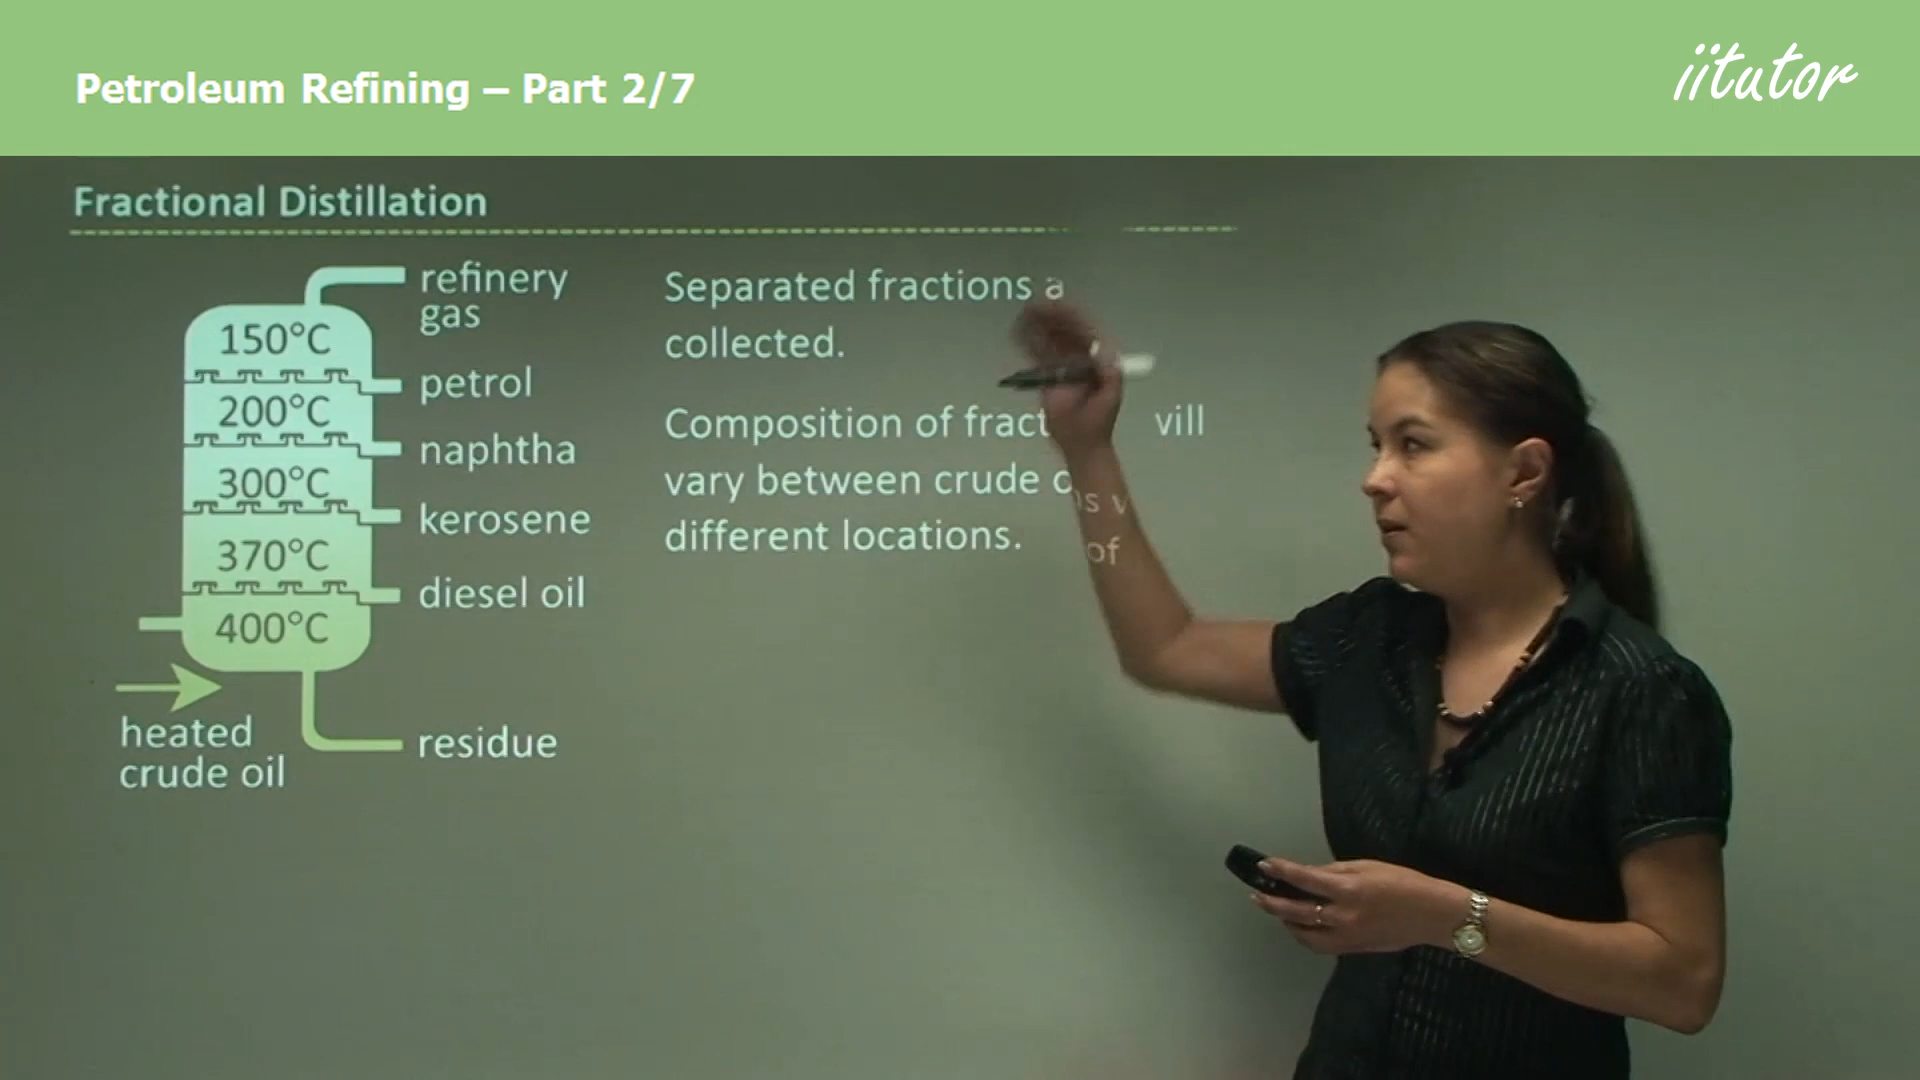 Petroleum Refining – Part 2/7
iitutor
Fractional Distillation
refinery
gas
150°C
petrol
200°C
naphtha
300°C
kerosene
370°C
diesel oil
400°C
heated
crude oil
residue
Separated fractions a
collected.
Composition of fract vill
vary between crude o
different locations.
of